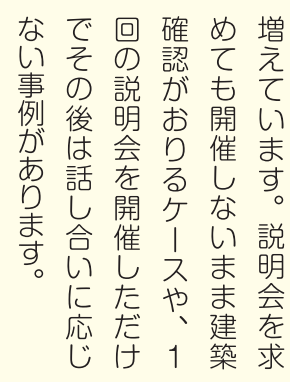 増えています。説明会を求
めても開催しないまま建築
確認がおりるケースや、1
回の説明会を開催しただけ
でその後は話し合いに応じ
ない事例があります。